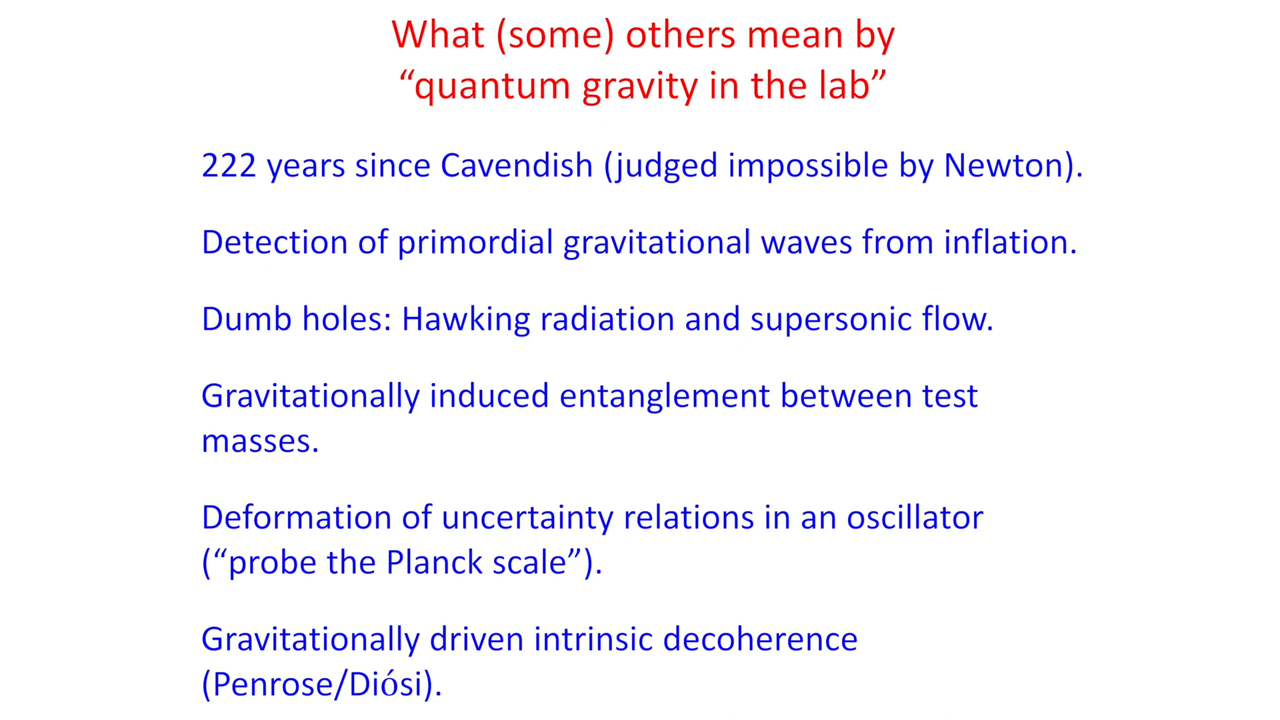 What (some) others mean by
“quantum gravity in the lab”
222 years since Cavendish (judged impossible by Newton).
Detection of primordial gravitational waves from inflation.
Dumb holes: Hawking radiation and supersonic flow.
Gravitationally induced entanglement between test
masses.
Deformation of uncertainty relations in an oscillator
(“probe the Planck scale”).
Gravitationally driven intrinsic decoherence
(Penrose/Diósi).